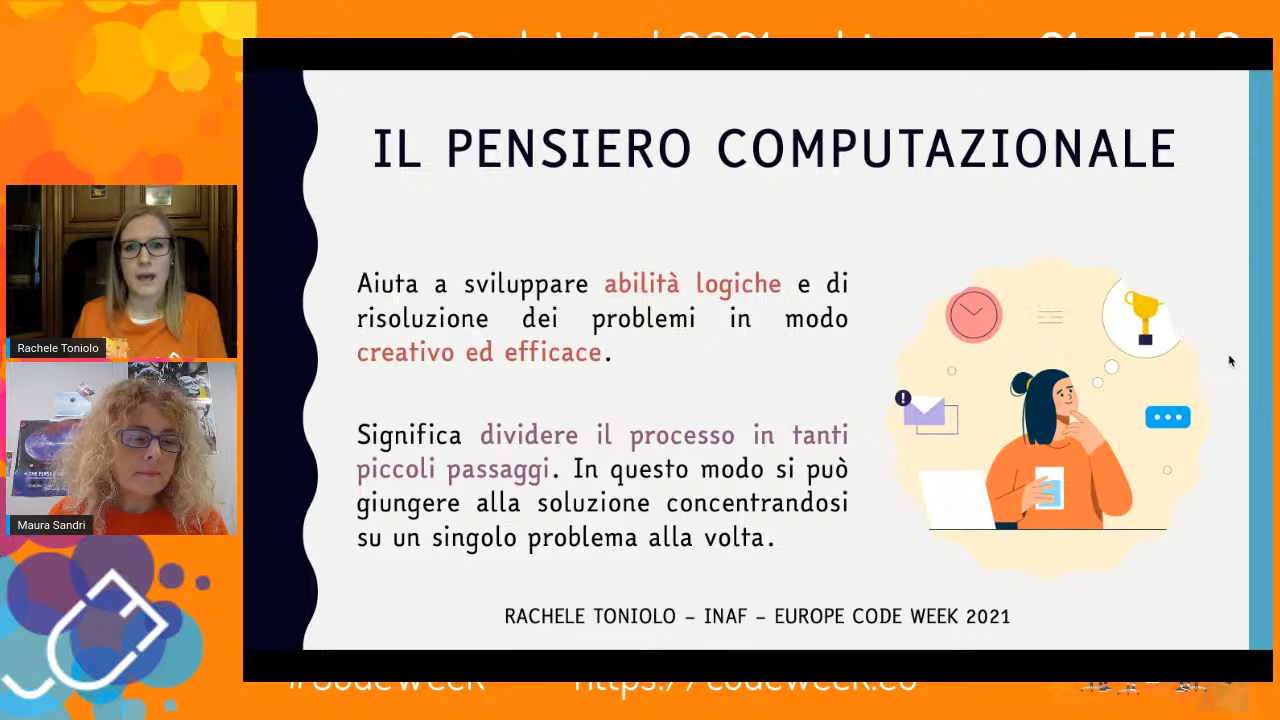 IL PENSIERO COMPUTAZIONALE
Aiuta a sviluppare abilità logiche e di
risoluzione dei problemi in modo
creativo ed efficace.
Significa dividere il processo in tanti
piccoli passaggi. In questo modo si può
giungere alla soluzione concentrandosi
su un singolo problema alla volta.
RACHELE TONIOLO – INAF – EUROPE CODE WEEK 2021
Rachele Toniolo
Maura Sandri
#CodeWeek
https://codeweek.eu